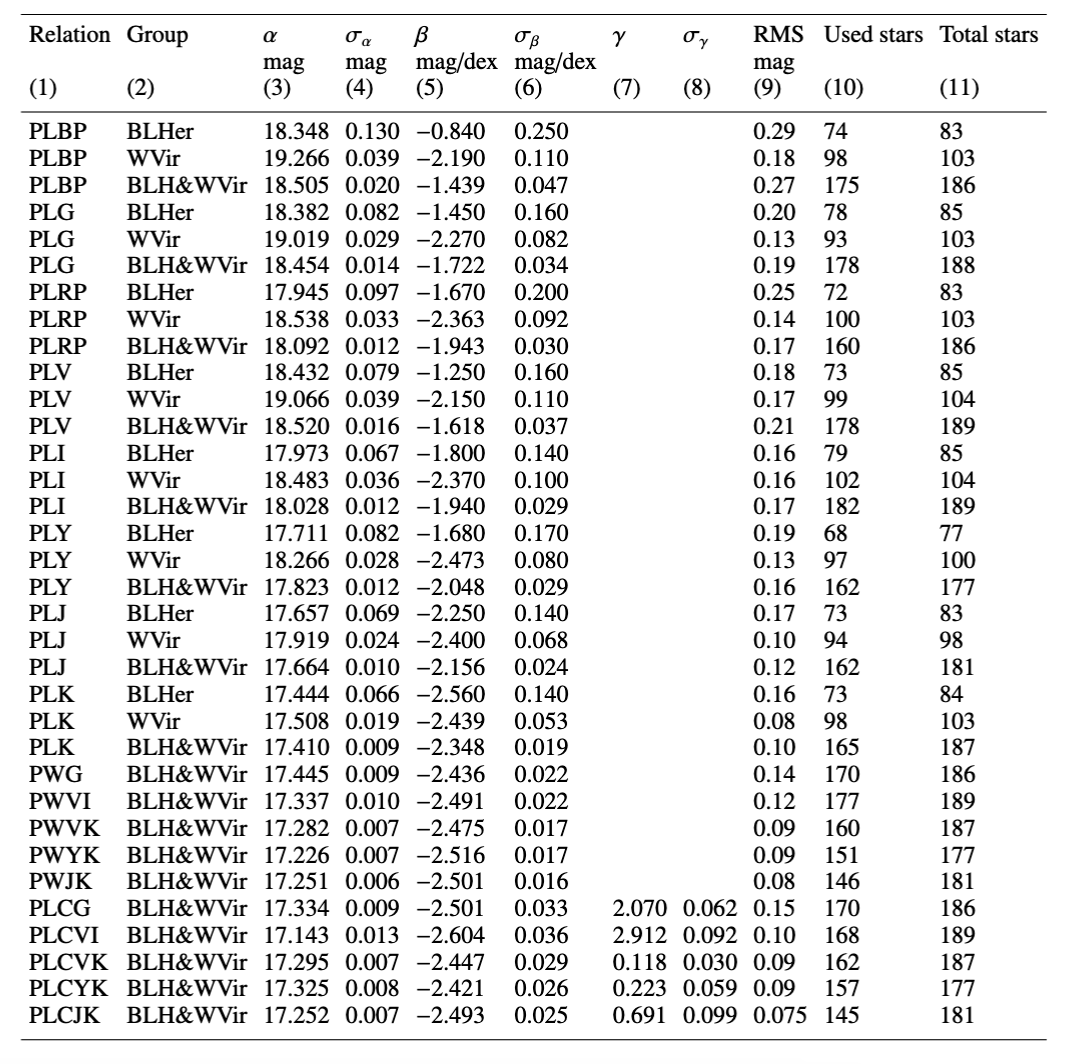 Relation Group α σα β σβ γ σγ RMS Used stars Total stars
mag mag mag/dex mag/dex mag
(1) (2) (3) (4) (5) (6) (7) (8) (9) (10) (11)
PLBP BLHer 18.348 0.130 −0.840 0.250 0.29 74 83
PLBP WVir 19.266 0.039 −2.190 0.110 0.18 98 103
PLBP BLH&WVir 18.505 0.020 −1.439 0.047 0.27 175 186
PLG BLHer 18.382 0.082 −1.450 0.160 0.20 78 85
PLG WVir 19.019 0.029 −2.270 0.082 0.13 93 103
PLG BLH&WVir 18.454 0.014 −1.722 0.034 0.19 178 188
PLRP BLHer 17.945 0.097 −1.670 0.200 0.25 72 83
PLRP WVir 18.538 0.033 −2.363 0.092 0.14 100 103
PLRP BLH&WVir 18.092 0.012 −1.943 0.030 0.17 160 186
PLV BLHer 18.432 0.079 −1.250 0.160 0.18 73 85
PLV WVir 19.066 0.039 −2.150 0.110 0.17 99 104
PLV BLH&WVir 18.520 0.016 −1.618 0.037 0.21 178 189
PLI BLHer 17.973 0.067 −1.800 0.140 0.16 79 85
PLI WVir 18.483 0.036 −2.370 0.100 0.16 102 104
PLI BLH&WVir 18.028 0.012 −1.940 0.029 0.17 182 189
PLY BLHer 17.711 0.082 −1.680 0.170 0.19 68 77
PLY WVir 18.266 0.028 −2.473 0.080 0.13 97 100
PLY BLH&WVir 17.823 0.012 −2.048 0.029 0.16 162 177
PLJ BLHer 17.657 0.069 −2.250 0.140 0.17 73 83
PLJ WVir 17.919 0.024 −2.400 0.068 0.10 94 98
PLJ BLH&WVir 17.664 0.010 −2.156 0.024 0.12 162 181
PLK BLHer 17.444 0.066 −2.560 0.140 0.16 73 84
PLK WVir 17.508 0.019 −2.439 0.053 0.08 98 103
PLK BLH&WVir 17.410 0.009 −2.348 0.019 0.10 165 187
PWG BLH&WVir 17.445 0.009 −2.436 0.022 0.14 170 186
PWVI BLH&WVir 17.337 0.010 −2.491 0.022 0.12 177 189
PWVK BLH&WVir 17.282 0.007 −2.475 0.017 0.09 160 187
PWYK BLH&WVir 17.226 0.007 −2.516 0.017 0.09 151 177
PWJK BLH&WVir 17.251 0.006 −2.501 0.016 0.08 146 181
PLCG BLH&WVir 17.334 0.009 −2.501 0.033 2.070 0.062 0.15 170 186
PLCVI BLH&WVir 17.143 0.013 −2.604 0.036 2.912 0.092 0.10 168 189
PLCVK BLH&WVir 17.295 0.007 −2.447 0.029 0.118 0.030 0.09 162 187
PLCYK BLH&WVir 17.325 0.008 −2.421 0.026 0.223 0.059 0.09 157 177
PLCJK BLH&WVir 17.252 0.007 −2.493 0.025 0.691 0.099 0.075 145 181